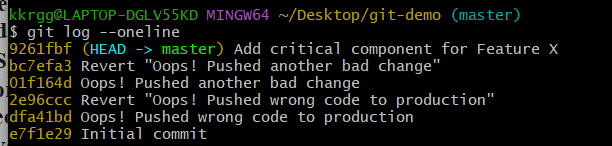 kkrgg@LAPTOP-DGLV55KD MINGW64 ~/Desktop/git-demo (master)
$ git log --oneline
9261fbf (HEAD -> master) Add critical component for Feature X
bc7efa3 Revert "Oops! Pushed another bad change"
01f164d Oops! Pushed another bad change
2e96ccc Revert "Oops! Pushed wrong code to production"
dfa41bd Oops! Pushed wrong code to production
e7f1e29 Initial commit